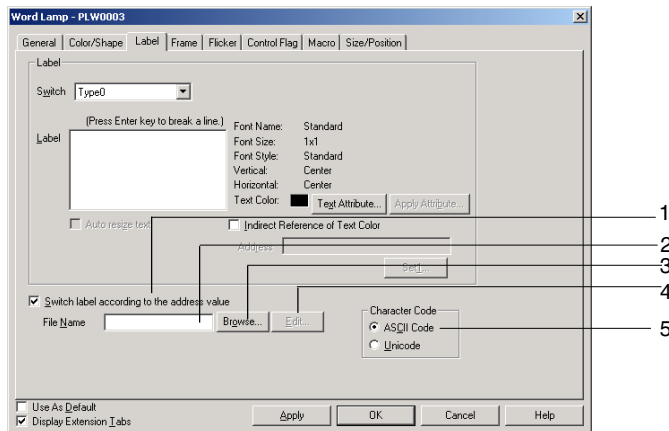 Word Lamp - PLW0003
General Color/Shape Label Frame Flicker Control Flag Macro Size/Position
Label
Switch Type0
(Press Enter key to break a line.)
Label
Font Name: Standard
Font Size: 1x1
Font Style: Standard
Vertical: Center
Horizontal: Center
Text Color: Text Attribute... Apply Attribute...
Auto resize text
Indirect Reference of Text Color
Address
Set1...
Switch label according to the address value
File Name Browse... Edit...
Character Code
ASCII Code
Unicode
Use As Default
Display Extension Tabs
Apply OK Cancel Help
1
2
3
4
5